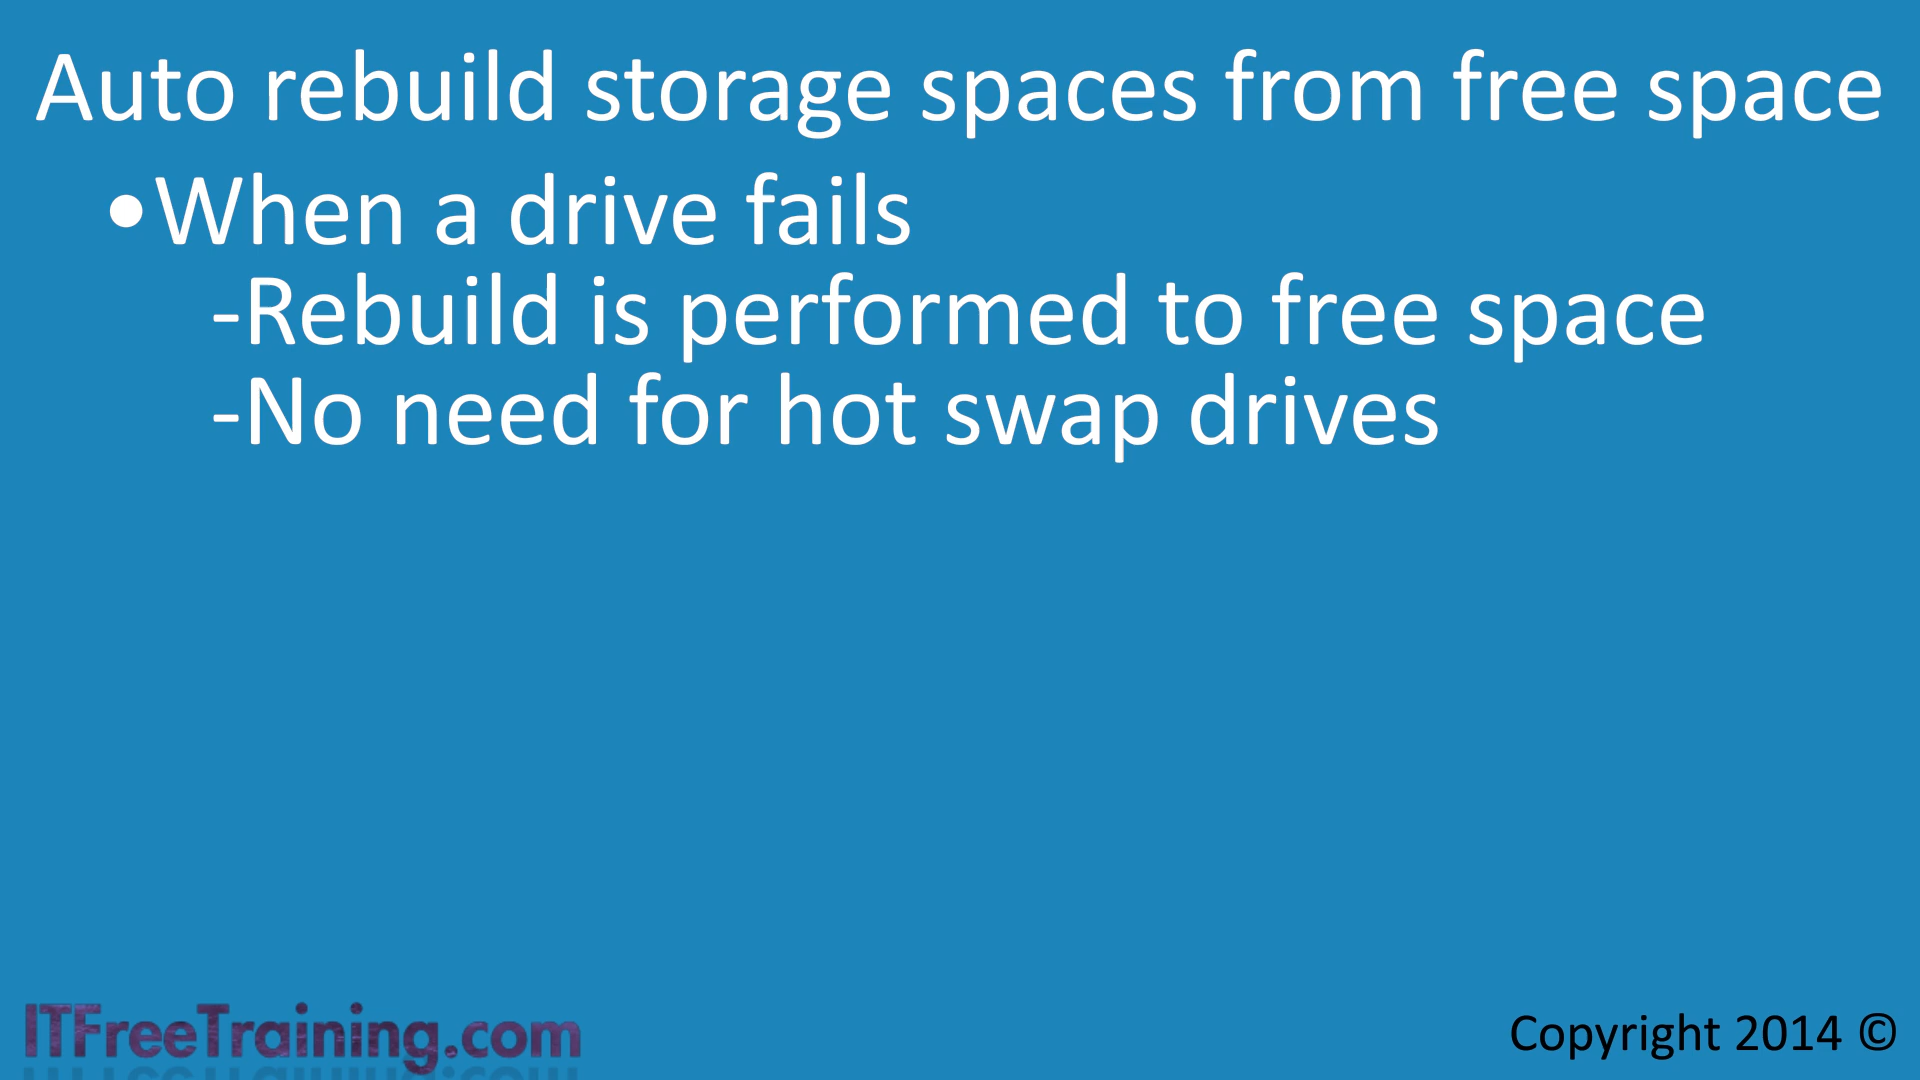 Auto rebuild storage spaces from free space
•When a drive fails
-Rebuild is performed to free space
-No need for hot swap drives
ITFreeTraining.com
Copyright 2014 ©